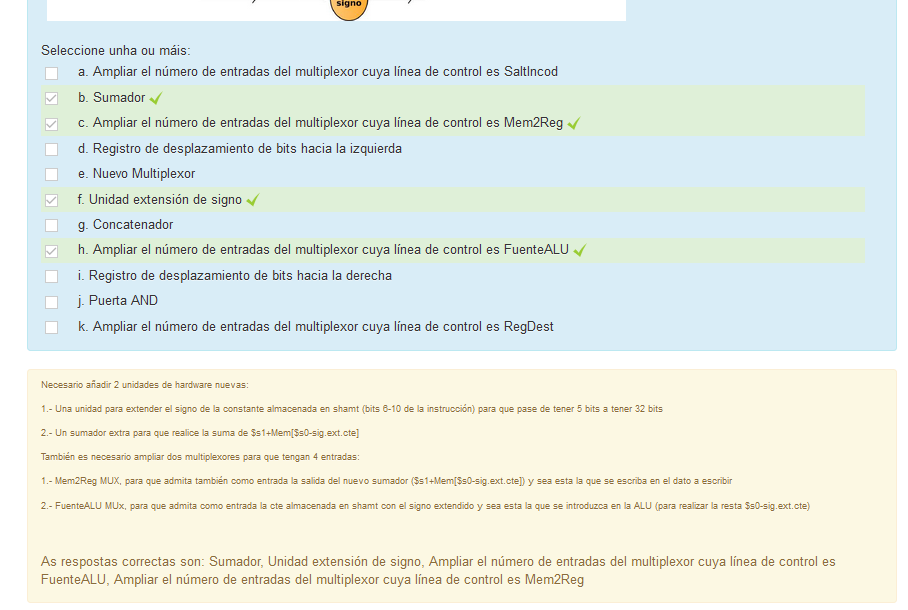 signo
Seleccione unha ou máis:
a. Ampliar el número de entradas del multiplexor cuya línea de control es SaltIncod
b. Sumador
c. Ampliar el número de entradas del multiplexor cuya línea de control es Mem2Reg
d. Registro de desplazamiento de bits hacia la izquierda
e. Nuevo Multiplexor
f. Unidad extensión de signo
g. Concatenador
h. Ampliar el número de entradas del multiplexor cuya línea de control es FuenteALU
i. Registro de desplazamiento de bits hacia la derecha
j. Puerta AND
k. Ampliar el número de entradas del multiplexor cuya línea de control es RegDest
Necesario añadir 2 unidades de hardware nuevas:
1.- Una unidad para extender el signo de la constante almacenada en shamt (bits 6-10 de la instrucción) para que pase de tener 5 bits a tener 32 bits
2.- Un sumador extra para que realice la suma de $s1+Mem[$s0-sig.ext.cte]
También es necesario ampliar dos multiplexores para que tengan 4 entradas:
1.- Mem2Reg MUX, para que admita también como entrada la salida del nuevo sumador ($s1+Mem[$s0-sig.ext.cte]) y sea esta la que se escriba en el dato a escribir
2.- FuenteALU MUx, para que admita como entrada la cte almacenada en shamt con el signo extendido y sea esta la que se introduzca en la ALU (para realizar la resta $s0-sig.ext.cte)
As respostas correctas son: Sumador, Unidad extensión de signo, Ampliar el número de entradas del multiplexor cuya línea de control es
FuenteALU, Ampliar el número de entradas del multiplexor cuya línea de control es Mem2Reg